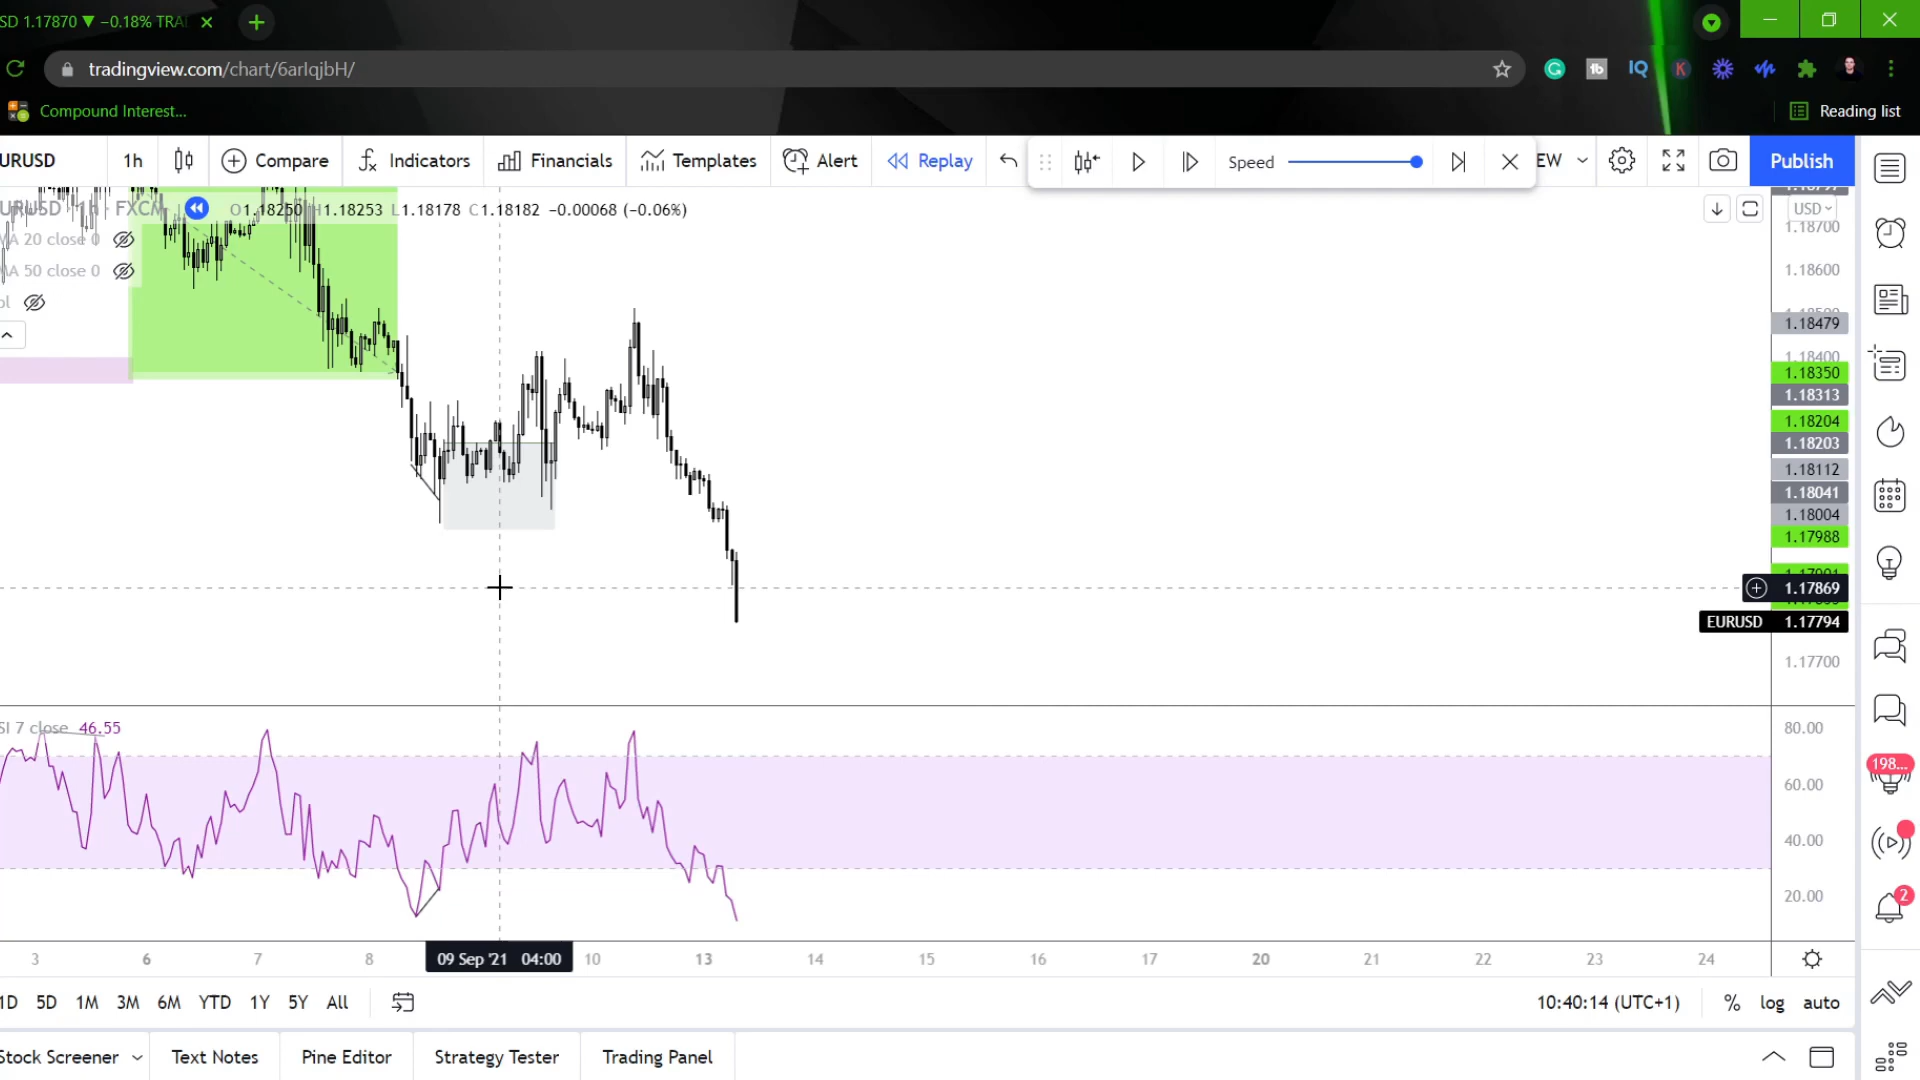 SD 1.17870 ▼ −0.18% TRA
tradingview.com/chart/6arIqjbH/
IQ
K
Compound Interest...
Reading list
URUSD
1h
Compare
Indicators
Financials
Templates
Alert
Replay
Speed
EW
Publish
URUSD · 1h · FXCM
O1.18250 H1.18253 L1.18178 C1.18182 −0.00068 (−0.06%)
USD
1.18700
MA 20 close 0
1.18600
MA 50 close 0
ol
1.18479
1.18400
1.18350
1.18313
1.18204
1.18203
1.18112
1.18041
1.18004
1.17988
1.17869
EURUSD 1.17794
1.17700
SI 7 close 46.55
80.00
198...
60.00
40.00
20.00
2
3 6 7 8 09 Sep '21 04:00 10 13 14 15 16 17 20 21 22 23 24
1D 5D 1M 3M 6M YTD 1Y 5Y All
10:40:14 (UTC+1)
% log auto
Stock Screener
Text Notes
Pine Editor
Strategy Tester
Trading Panel